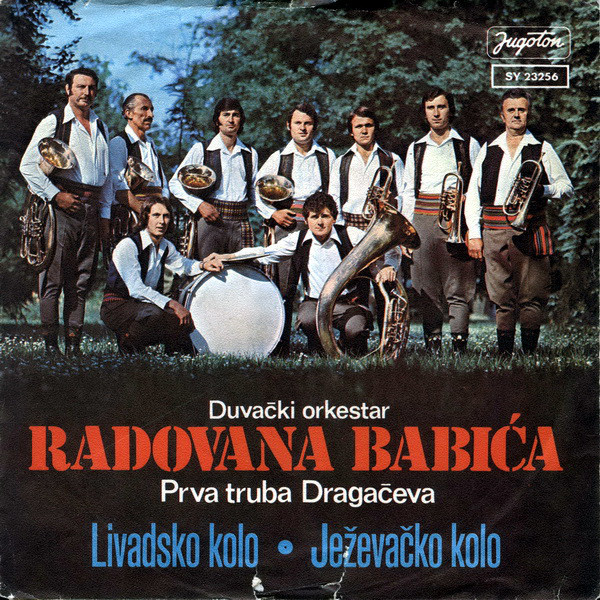 Jugoton
SY 23256
Duvački orkestar
RADOVANA BABIĆA
Prva truba Dragačeva
Livadsko kolo • Ježevačko kolo